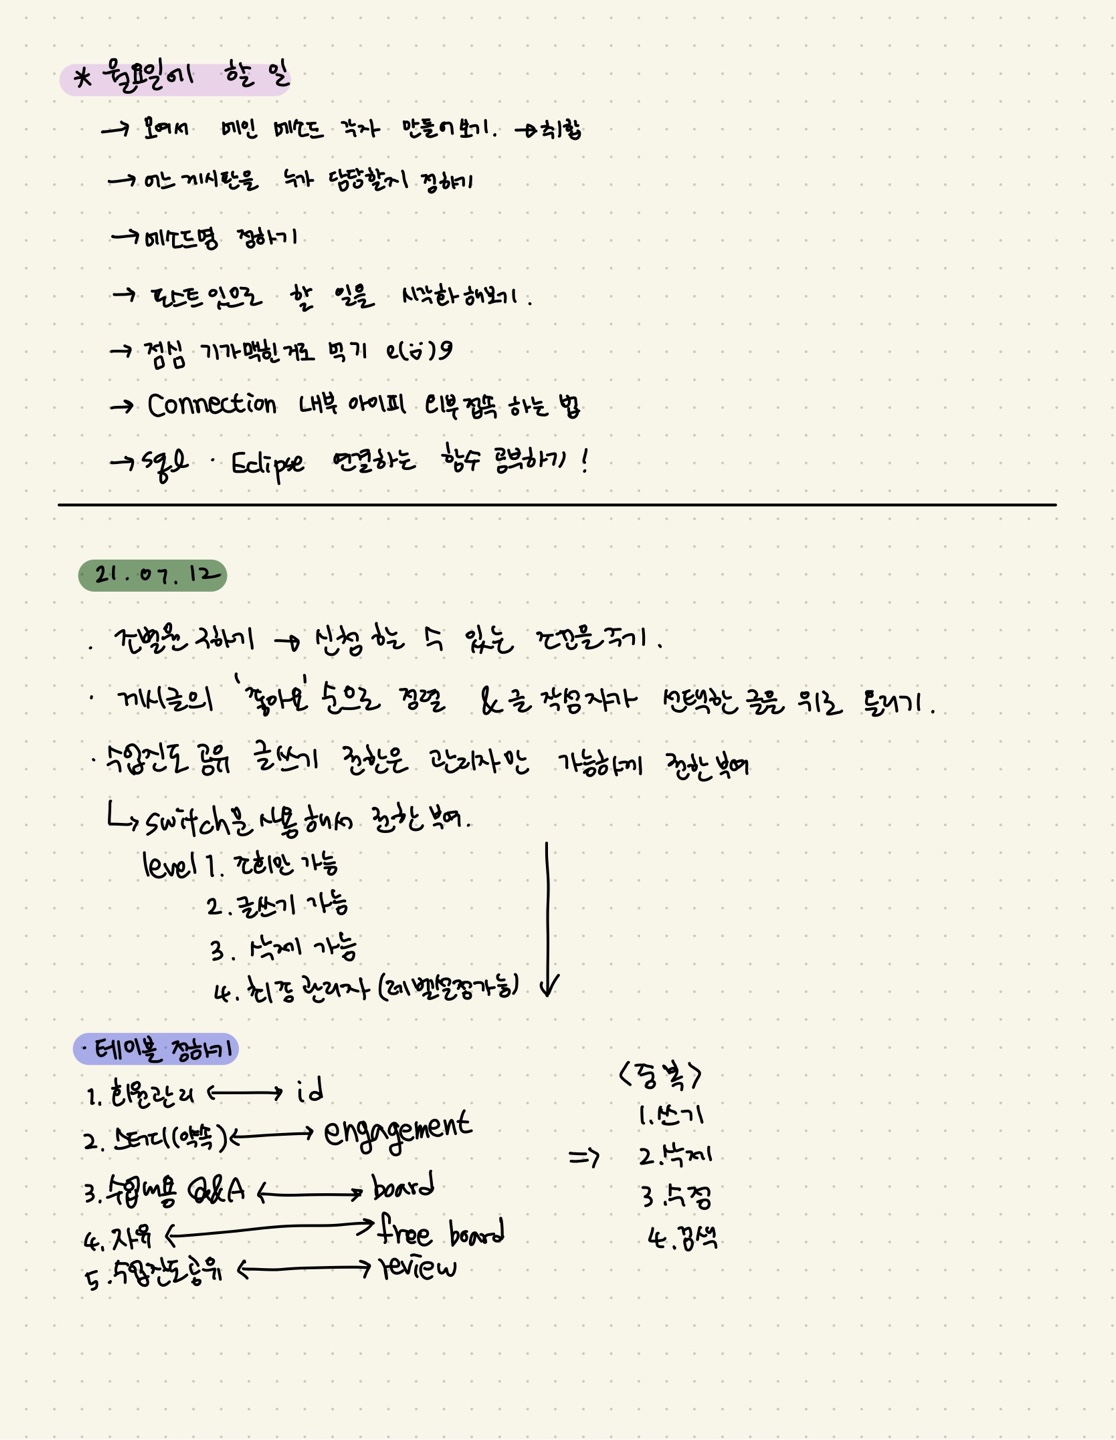 * 월요일에 할 일
→ 모여서 메인 메소드 각자 만들어보기. → 취합
→ 어느 게시판을 누가 담당할지 정하기
→ 메소드명 정하기
→ 포스트잇으로 할 일을 시각화 해보기.
→ 점심 기가맥힌거로 먹기 e(:)9
→ Connection 내부 아이피 외부접속 하는 법
→ sql · Eclipse 연결하는 함수 공부하기!
21.07.12
· 조별원 구하기 → 신청 할 수 있는 조건문주기.
· 게시글의 '좋아요' 순으로 정렬 & 글 작성자가 선택한 글을 위로 올리기.
· 수업진도 공유 글쓰기 권한은 관리자만 가능하게 권한부여
↳ switch문 사용해서 권한부여.
level 1. 조회만 가능
2. 글쓰기 가능
3. 삭제 가능
4. 최종 관리자 (레벨설정가능)
· 테이블 정하기
1. 회원관리 ↔ id
2. 스터디(약속) ↔ engagement
3. 수업내용 Q&A ↔ board
4. 자유 ↔ free board
5. 수업진도공유 ↔ review
⇒
<중복>
1. 쓰기
2. 삭제
3. 수정
4. 검색